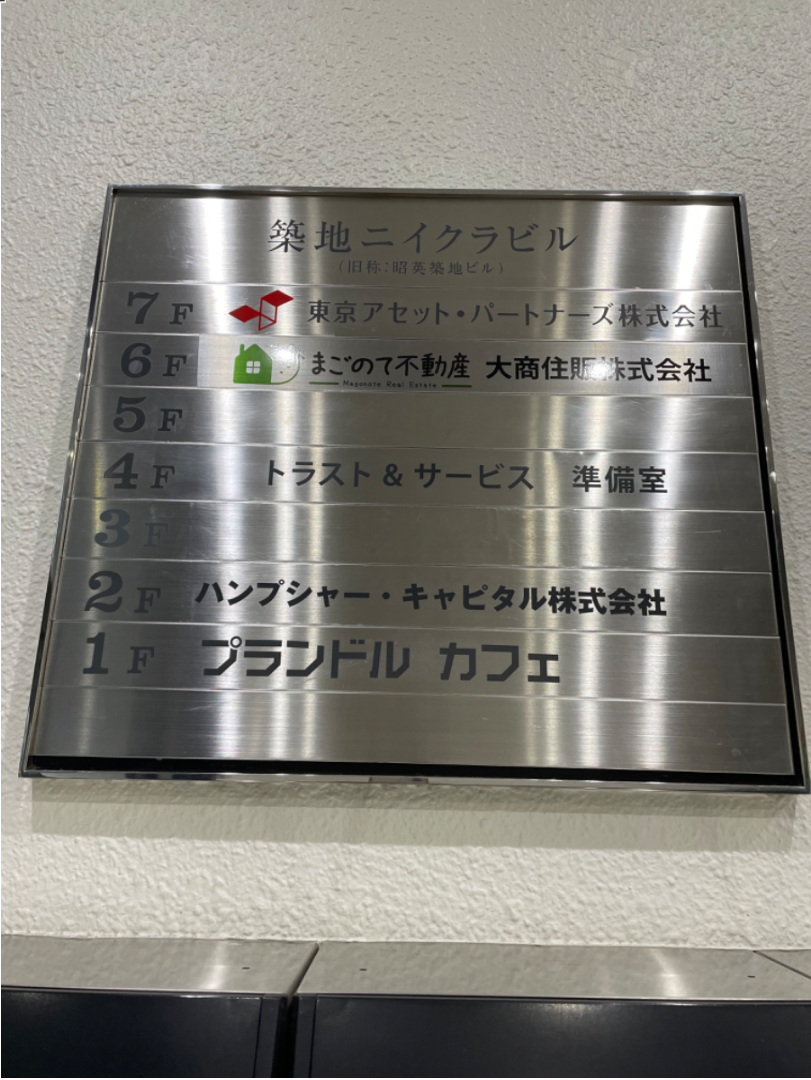 築地ニイクラビル
（旧称：昭英築地ビル）
7F 東京アセット・パートナーズ株式会社
6F まごのて不動産 大商住販株式会社
Magonote Real Estate
5F
4F トラスト&サービス 準備室
3F
2F ハンプシャー・キャピタル株式会社
1F プランドル カフェ